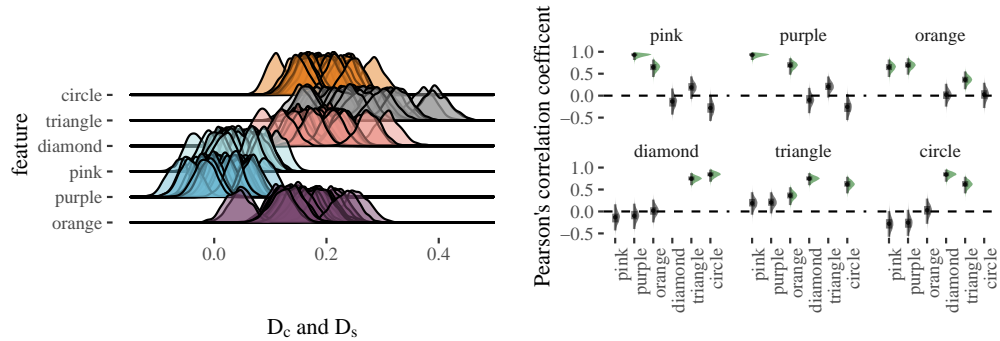 feature
circle
triangle
diamond
pink
purple
orange
0.0
0.2
0.4
D_c and D_s
Pearson's correlation coefficent
pink
purple
orange
1.0
0.5
0.0
−0.5
diamond
triangle
circle
1.0
0.5
0.0
−0.5
pink
purple
orange
diamond
triangle
circle
pink
purple
orange
diamond
triangle
circle
pink
purple
orange
diamond
triangle
circle